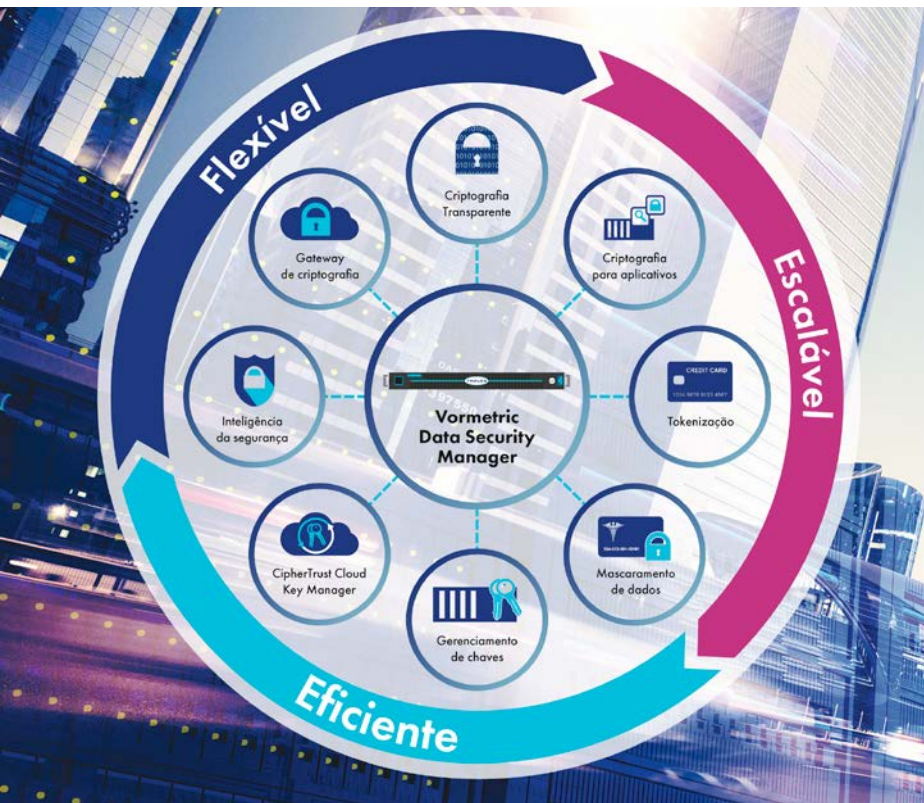 Flexível
Escalável
Eficiente
Criptografia
Transparente
Criptografia
para aplicativos
CREDIT CARD
Tokenização
Mascaramento
de dados
Gerenciamento
de chaves
CipherTrust Cloud
Key Manager
Inteligência
da segurança
Gateway
de criptografia
THALES
Vormetric
Data Security
Manager